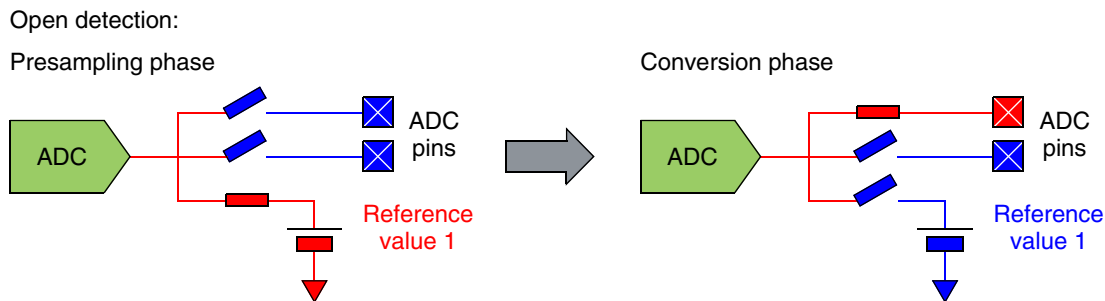 Open detection:
Presampling phase
Conversion phase
ADC
ADC
pins
Reference
value 1
ADC
ADC
pins
Reference
value 1